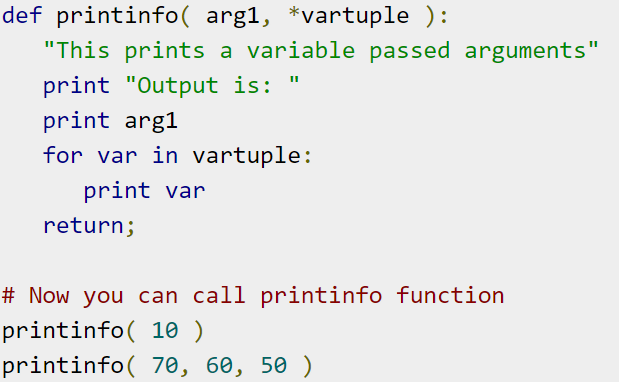 def printinfo( arg1, *vartuple ):
   "This prints a variable passed arguments"
   print "Output is: "
   print arg1
   for var in vartuple:
      print var
   return;

# Now you can call printinfo function
printinfo( 10 )
printinfo( 70, 60, 50 )